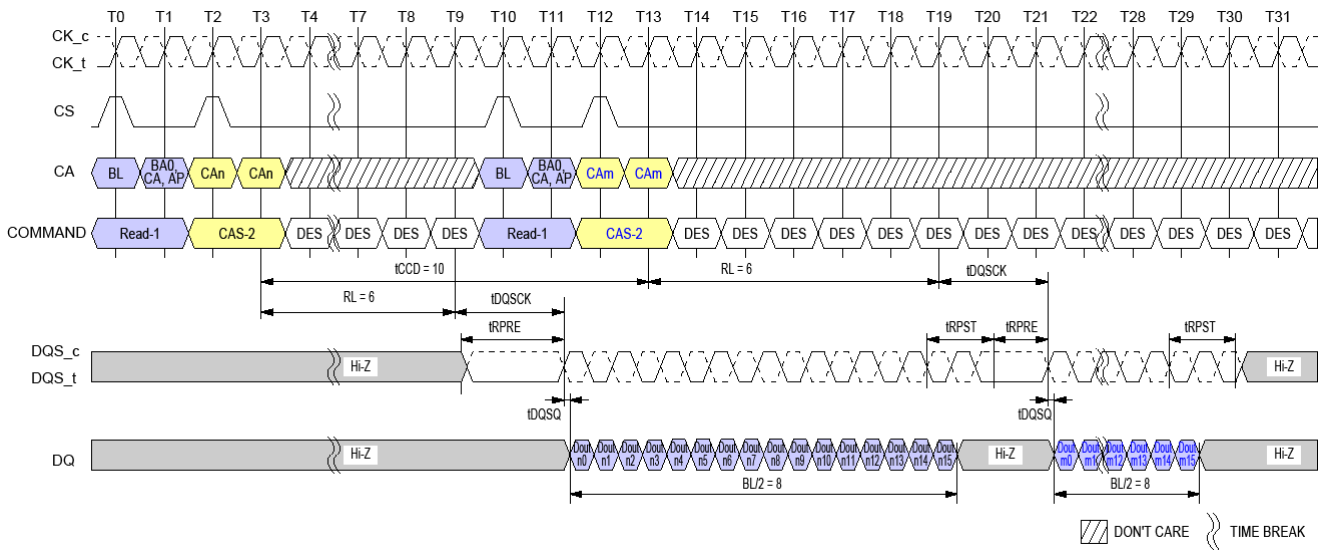 T0 T1 T2 T3 T4 T7 T8 T9 T10 T11 T12 T13 T14 T15 T16 T17 T18 T19 T20 T21 T22 T28 T29 T30 T31
CK_c
CK_t
CS
CA BL BA0, CA, AP CAn CAn BL BA0, CA, AP CAm CAm
COMMAND Read-1 CAS-2 DES DES DES DES Read-1 CAS-2 DES DES DES DES DES DES DES DES DES DES DES DES DES
tCCD = 10 RL = 6 tDQSCK
RL = 6 tDQSCK
tRPRE tRPST tRPRE tRPST
DQS_c
DQS_t
Hi-Z Hi-Z
tDQSQ tDQSQ
DQ Hi-Z Dout n0 Dout n1 Dout n2 Dout n3 Dout n4 Dout n5 Dout n6 Dout n7 Dout n8 Dout n9 Dout n10 Dout n11 Dout n12 Dout n13 Dout n14 Dout n15 Hi-Z Dout m0 Dout m1 Dout m12 Dout m13 Dout m14 Dout m15 Hi-Z
BL/2 = 8 BL/2 = 8
DON'T CARE TIME BREAK